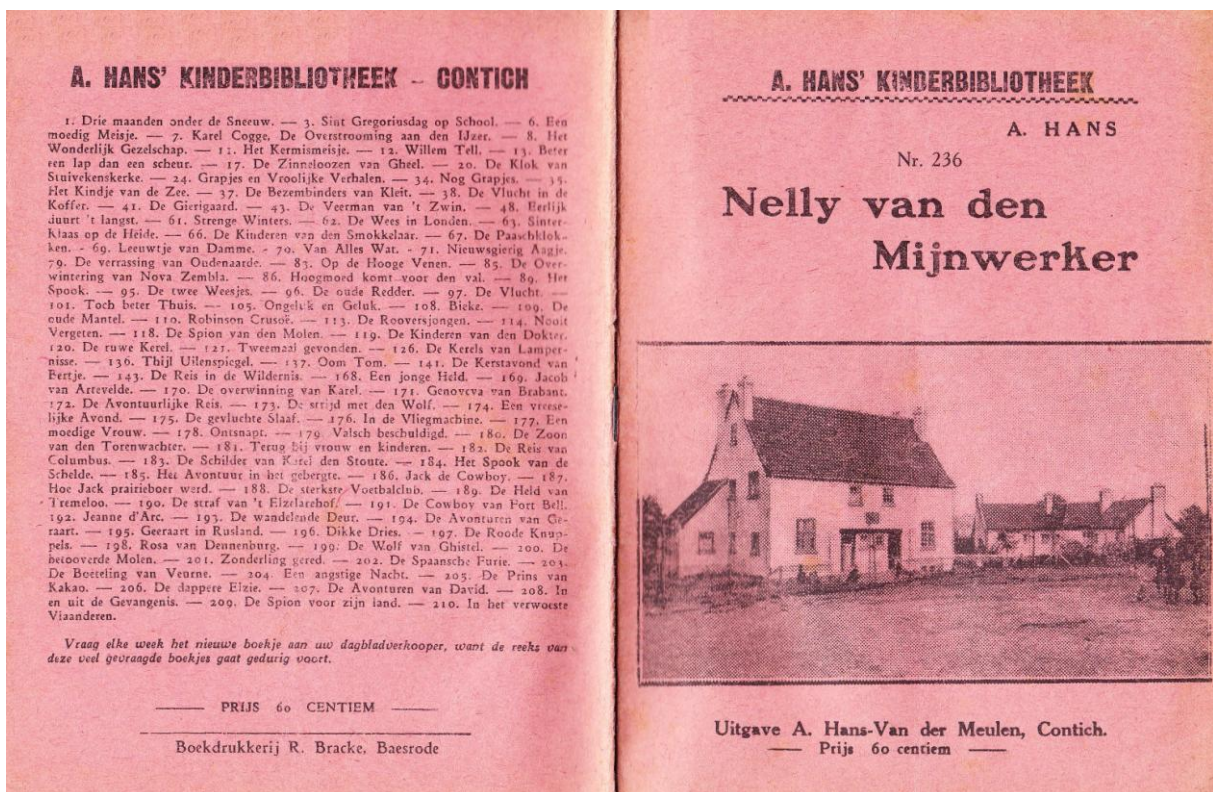 A. HANS' KINDERBIBLIOTHEEK - CONTICH
1. Drie maanden onder de Sneeuw. — 3. Sint Gregoriusdag op School. — 6. Een
moedig Meisje. — 7. Karel Cogge, De Overstrooming aan den IJzer. — 8. Het
Wonderlijk Gezelschap. — 11. Het Kermismeisje. — 12. Willem Tell. — 13. Beter
een lap dan een scheur. — 17. De Zinneloozen van Gheel. — 20. De Klok van
Stuivekenskerke. — 24. Grapjes en Vroolijke Verhalen. — 34. Nog Grapjes. — 35.
Het Kindje van de Zee. — 37. De Bezembinders van Kleit. — 38. De Vlucht in de
Koffer. — 41. De Gierigaard. — 43. De Veerman van 't Zwin. — 48. Eerlijk
duurt 't langst. — 61. Strenge Winters. — 62. De Wees in Londen. — 63. Sinter-
Klaas op de Heide. — 66. De Kinderen van den Smokkelaar. — 67. De Paaschklok-
ken. - 69. Leeuwtje van Damme. - 70. Van Alles Wat. - 71. Nieuwsgierig Aagje.
79. De verrassing van Oudenaarde. — 83. Op de Hooge Venen. — 85. De Over-
wintering van Nova Zembla. — 86. Hoogmoed komt voor den val. — 89. Het
Spook. — 95. De twee Weesjes. — 96. De oude Redder. — 97. De Vlucht. —
101. Toch beter Thuis. — 105. Ongeluk en Geluk. — 108. Bieke. — 109. De
oude Mantel. — 110. Robinson Crusoë. — 113. De Rooversjongen. — 114. Nooit
Vergeten. — 118. De Spion van den Molen. — 119. De Kinderen van den Dokter.
120. De ruwe Kerel. — 121. Tweemaal gevonden. — 126. De Kerels van Lamper-
nisse. — 136. Thijl Uilenspiegel. — 137. Oom Tom. — 141. De Kerstavond van
Bertje. — 143. De Reis in de Wildernis. — 168. Een jonge Held. — 169. Jacob
van Artevelde. — 170. De overwinning van Karel. — 171. Genoveva van Brabant.
172. De Avontuurlijke Reis. — 173. De strijd met den Wolf. — 174. Een vreese-
lijke Avond. — 175. De gevluchte Slaaf. — 176. In de Vliegmachine. — 177. Een
moedige Vrouw. — 178. Ontsnapt. — 179. Valsch beschuldigd. — 180. De Zoon
van den Torenwachter. — 181. Terug bij vrouw en kinderen. — 182. De Reis van
Columbus. — 183. De Schilder van Karel den Stoute. — 184. Het Spook van de
Schelde. — 185. Het Avontuur in het gebergte. — 186. Jack de Cowboy. — 187.
Hoe Jack prairieboer werd. — 188. De sterkste Voetbalclub. — 189. De Held van
Tremeloo. — 190. De straf van 't Elzelarehof. — 191. De Cowboy van Fort Bell.
192. Jeanne d'Arc. — 193. De wandelende Deur. — 194. De Avonturen van Ge-
raart. — 195. Geeraart in Rusland. — 196. Dikke Dries. - 197. De Roode Knup-
pels. — 198. Rosa van Dennenburg. — 199. De Wolf van Ghistel. — 200. De
betooverde Molen. — 201. Zonderling gered. — 202. De Spaansche Furie. — 203.
De Boeteling van Veurne. — 204. Een angstige Nacht. — 205. De Prins van
Kakao. — 206. De dappere Elzie. — 207. De Avonturen van David. — 208. In
en uit de Gevangenis. — 209. De Spion voor zijn land. — 210. In het verwoeste
Vlaanderen.
Vraag elke week het nieuwe boekje aan uw dagbladverkooper, want de reeks van
deze veel gevraagde boekjes gaat gedurig voort.
—— PRIJS 60 CENTIEM ——
Boekdrukkerij R. Bracke, Baesrode
A. HANS' KINDERBIBLIOTHEEK
A. HANS
Nr. 236
Nelly van den
Mijnwerker
Uitgave A. Hans-Van der Meulen, Contich.
—— Prijs 60 centiem ——